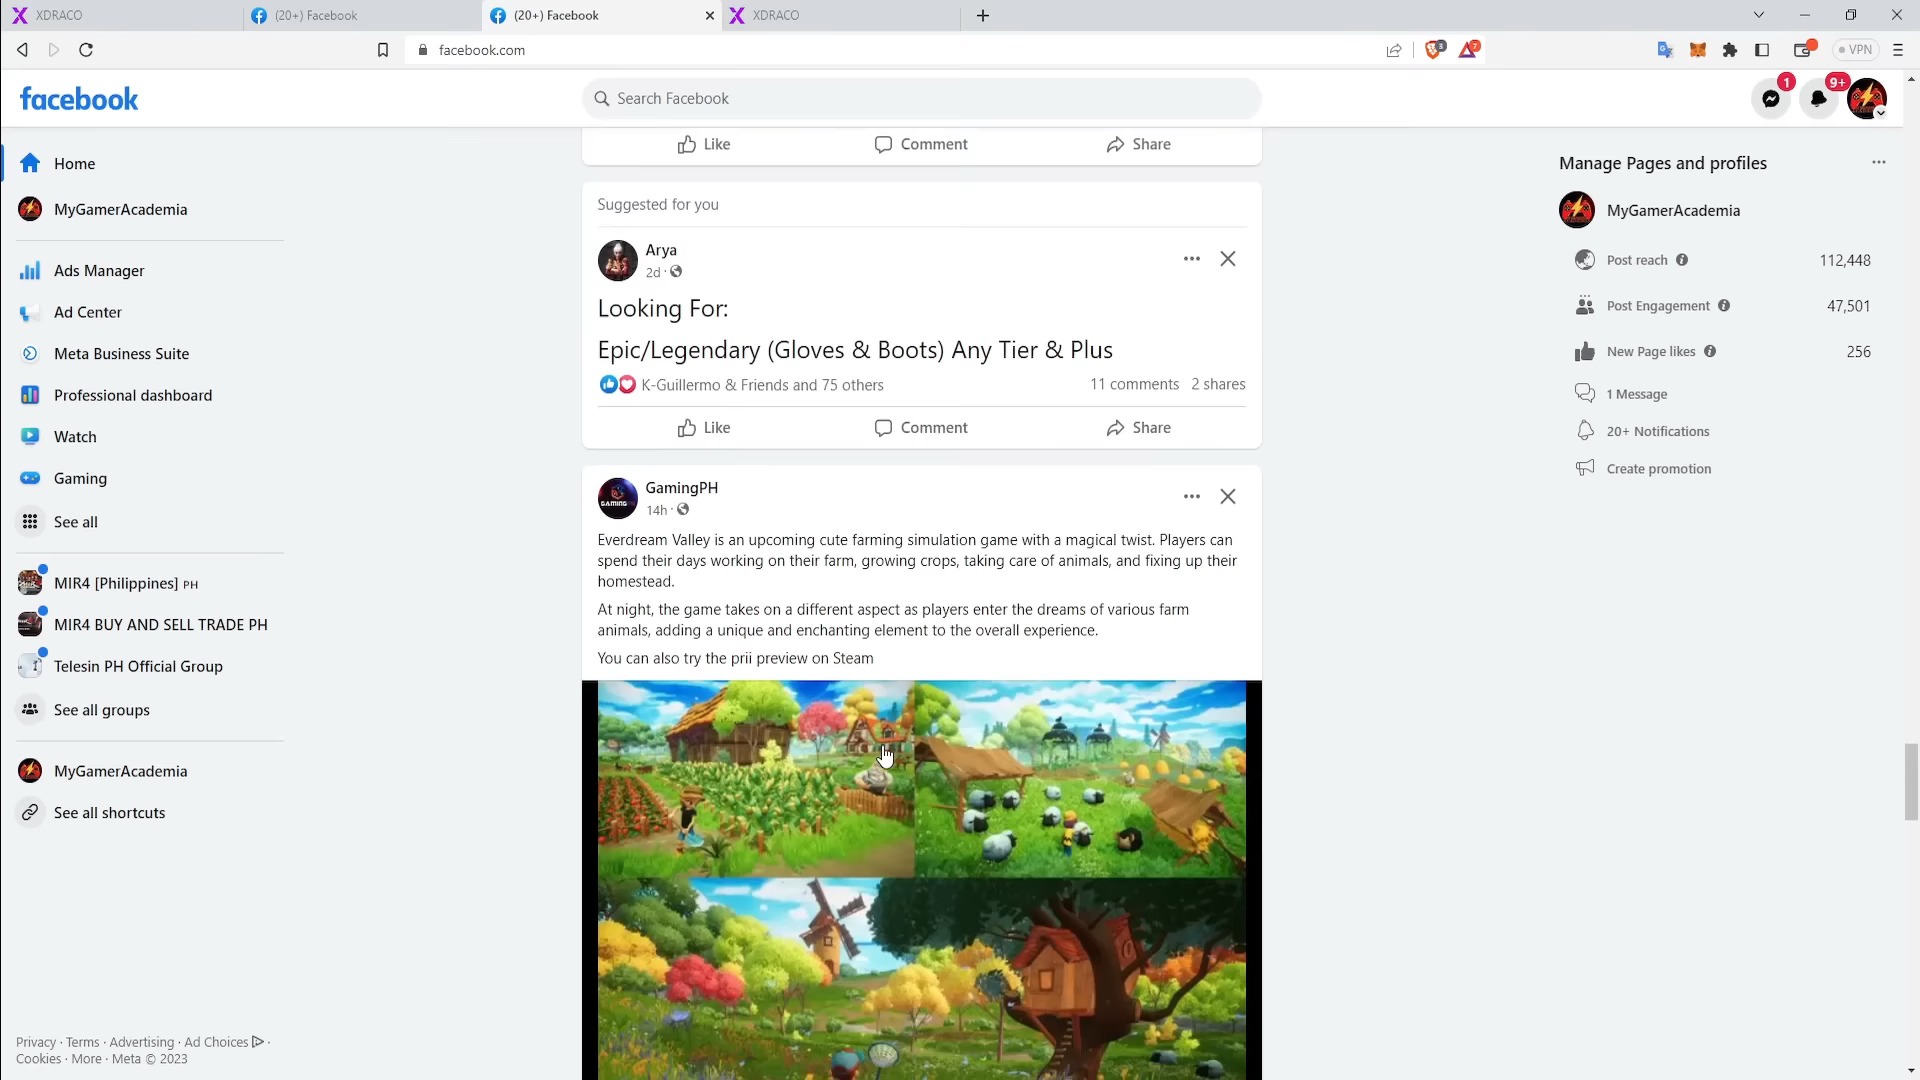 XDRACO
(20+) Facebook
(20+) Facebook
XDRACO
facebook.com
3
7
VPN
facebook
Search Facebook
1
9+
Like
Comment
Share
Home
MyGamerAcademia
Ads Manager
Ad Center
Meta Business Suite
Professional dashboard
Watch
Gaming
See all
MIR4 [Philippines] PH
MIR4 BUY AND SELL TRADE PH
Telesin PH Official Group
See all groups
MyGamerAcademia
See all shortcuts
Privacy · Terms · Advertising · Ad Choices ·
Cookies · More · Meta © 2023
Suggested for you
Arya
2d ·
Looking For:
Epic/Legendary (Gloves & Boots) Any Tier & Plus
K-Guillermo & Friends and 75 others
11 comments 2 shares
Like
Comment
Share
GAMING
GamingPH
14h ·
Everdream Valley is an upcoming cute farming simulation game with a magical twist. Players can
spend their days working on their farm, growing crops, taking care of animals, and fixing up their
homestead.
At night, the game takes on a different aspect as players enter the dreams of various farm
animals, adding a unique and enchanting element to the overall experience.
You can also try the prii preview on Steam
Manage Pages and profiles
MyGamerAcademia
Post reach 112,448
Post Engagement 47,501
New Page likes 256
1 Message
20+ Notifications
Create promotion